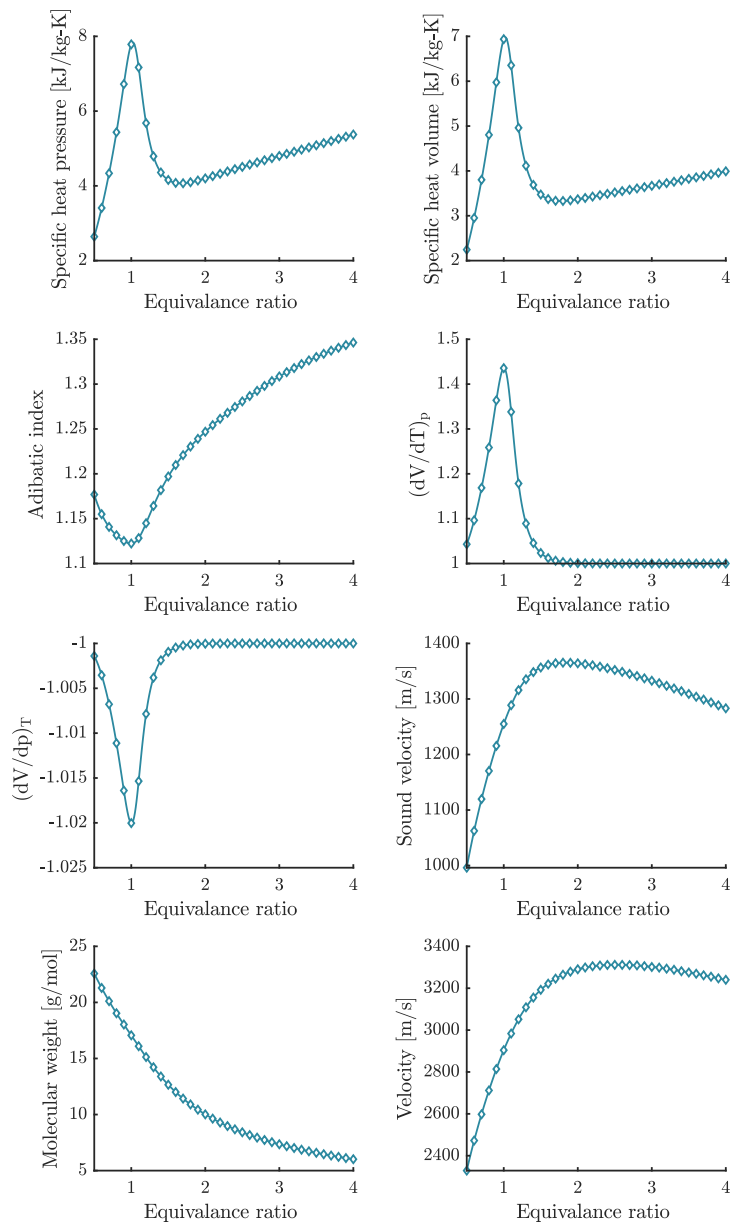 Specific heat pressure [kJ/kg-K]
8
6
4
2
1 2 3 4
Equivalance ratio
Specific heat volume [kJ/kg-K]
7
6
5
4
3
2
1 2 3 4
Equivalance ratio
Adibatic index
1.35
1.3
1.25
1.2
1.15
1.1
1 2 3 4
Equivalance ratio
(dV/dT)p
1.5
1.4
1.3
1.2
1.1
1
1 2 3 4
Equivalance ratio
(dV/dp)T
-1
-1.005
-1.01
-1.015
-1.02
-1.025
1 2 3 4
Equivalance ratio
Sound velocity [m/s]
1400
1300
1200
1100
1000
1 2 3 4
Equivalance ratio
Molecular weight [g/mol]
25
20
15
10
5
1 2 3 4
Equivalance ratio
Velocity [m/s]
3400
3200
3000
2800
2600
2400
1 2 3 4
Equivalance ratio